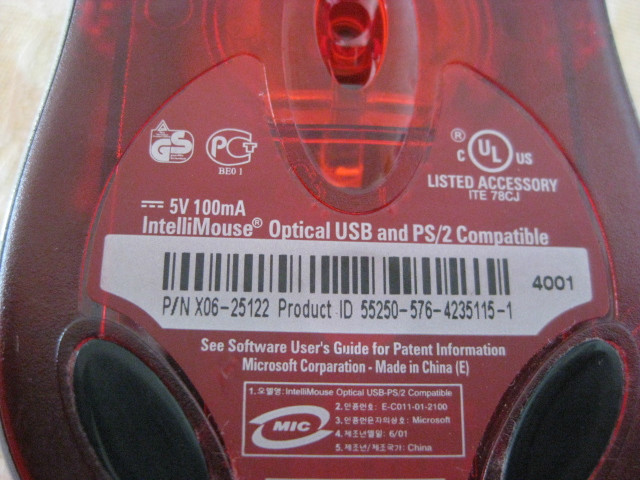 GS
PCT
BE01
®
c UL us
LISTED ACCESSORY
ITE 78CJ
5V 100mA
IntelliMouse® Optical USB and PS/2 Compatible
4001
P/N X06-25122 Product ID 55250-576-4235115-1
See Software User's Guide for Patent Information
Microsoft Corporation - Made in China (E)
1. 모델명: IntelliMouse Optical USB-PS/2 Compatible
2. 인증번호: E-C011-01-2100
3. 인증받은자의상호: Microsoft
4. 제조년월일: 6/01
5. 제조자/제조국가: China
MIC